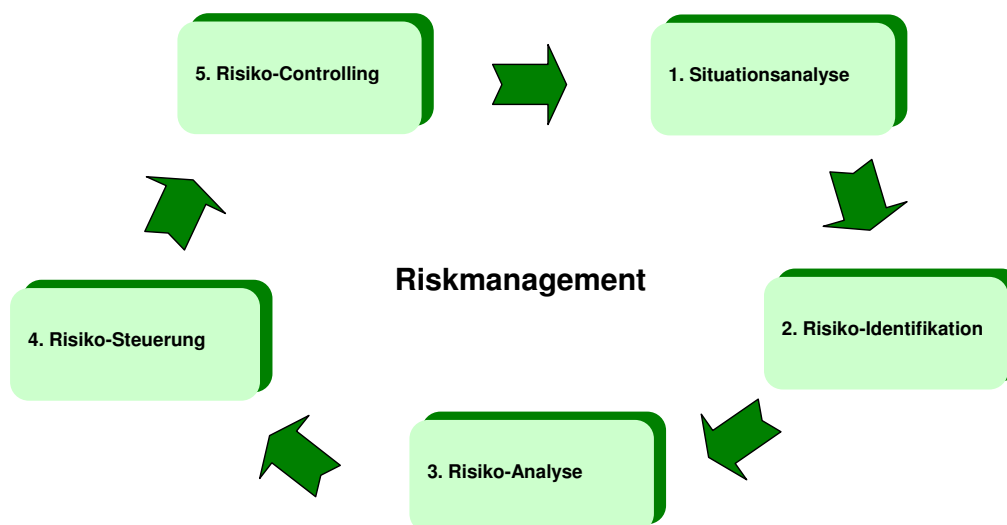 5. Risiko-Controlling
1. Situationsanalyse
Riskmanagement
4. Risiko-Steuerung
2. Risiko-Identifikation
3. Risiko-Analyse